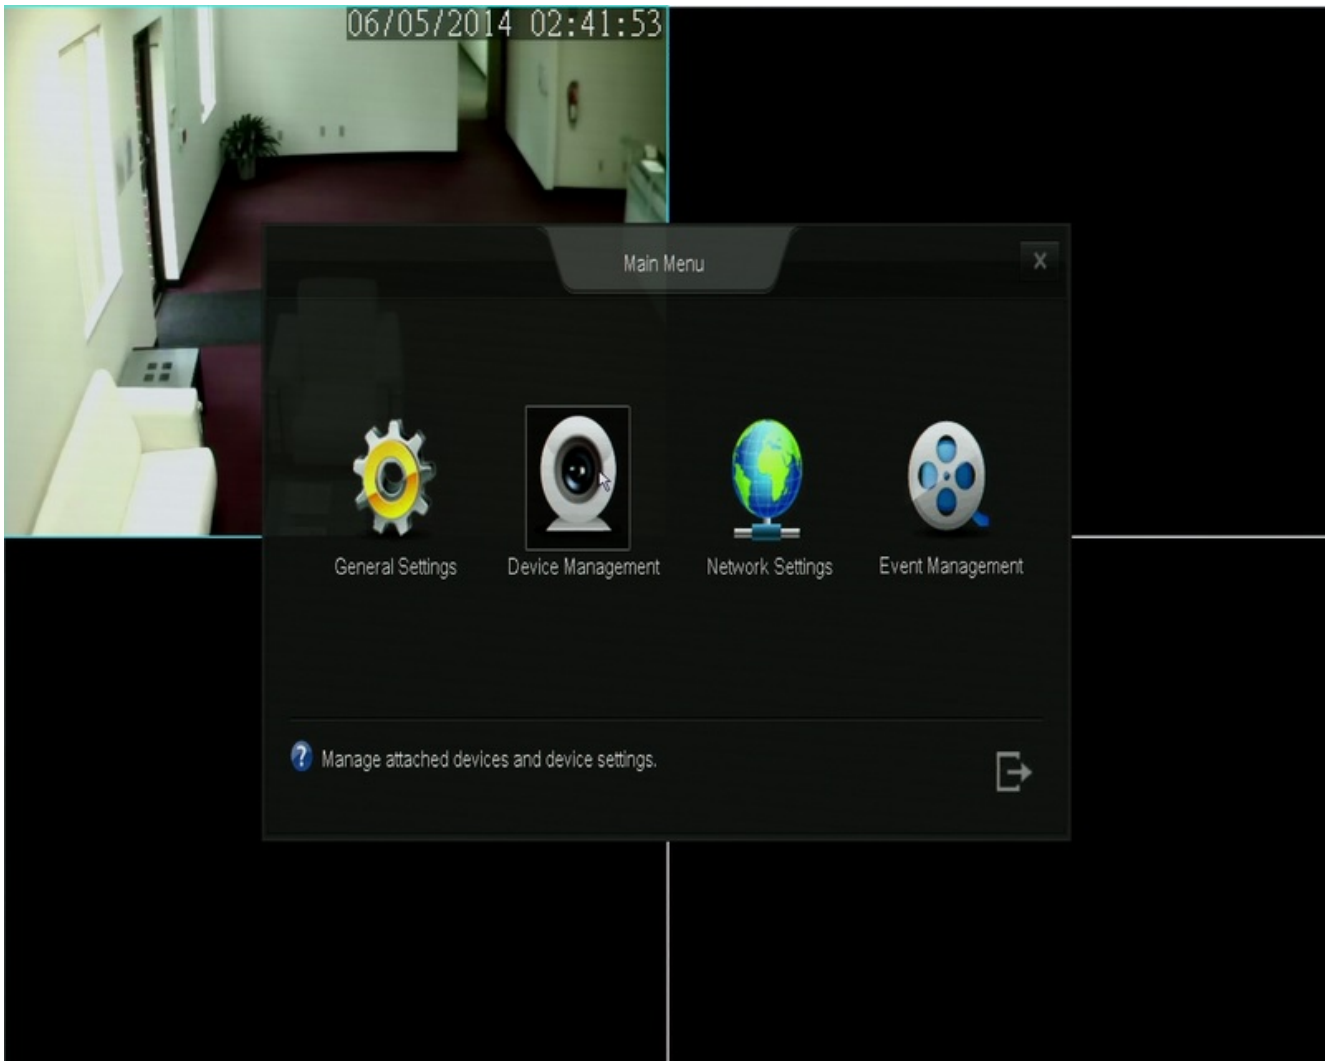 06/05/2014 02:41:53
Main Menu
X
General Settings
Device Management
Network Settings
Event Management
? Manage attached devices and device settings.